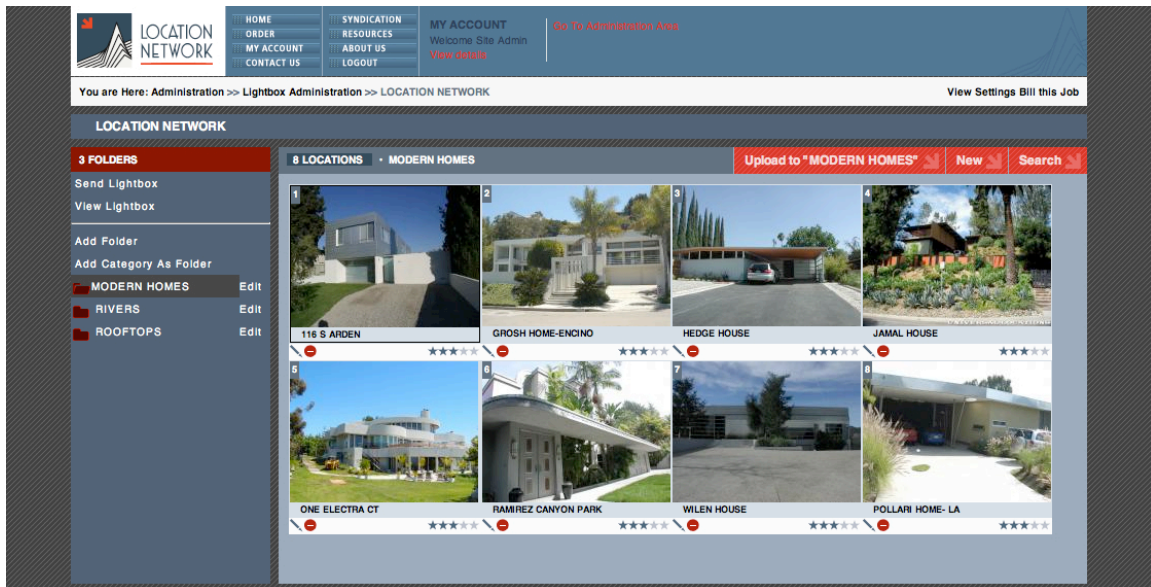 LOCATION
NETWORK
HOME
ORDER
MY ACCOUNT
CONTACT US
SYNDICATION
RESOURCES
ABOUT US
LOGOUT
MY ACCOUNT
Welcome Site Admin
View details
Go To Administration Area
You are Here: Administration >> Lightbox Administration >> LOCATION NETWORK
View Settings Bill this Job
LOCATION NETWORK
3 FOLDERS
Send Lightbox
View Lightbox
Add Folder
Add Category As Folder
MODERN HOMES Edit
RIVERS Edit
ROOFTOPS Edit
8 LOCATIONS • MODERN HOMES
Upload to "MODERN HOMES" New Search
1 2 3 4
116 S ARDEN
GROSH HOME-ENCINO
HEDGE HOUSE
JAMAL HOUSE
5 6 7 8
ONE ELECTRA CT
RAMIREZ CANYON PARK
WILEN HOUSE
POLLARI HOME- LA